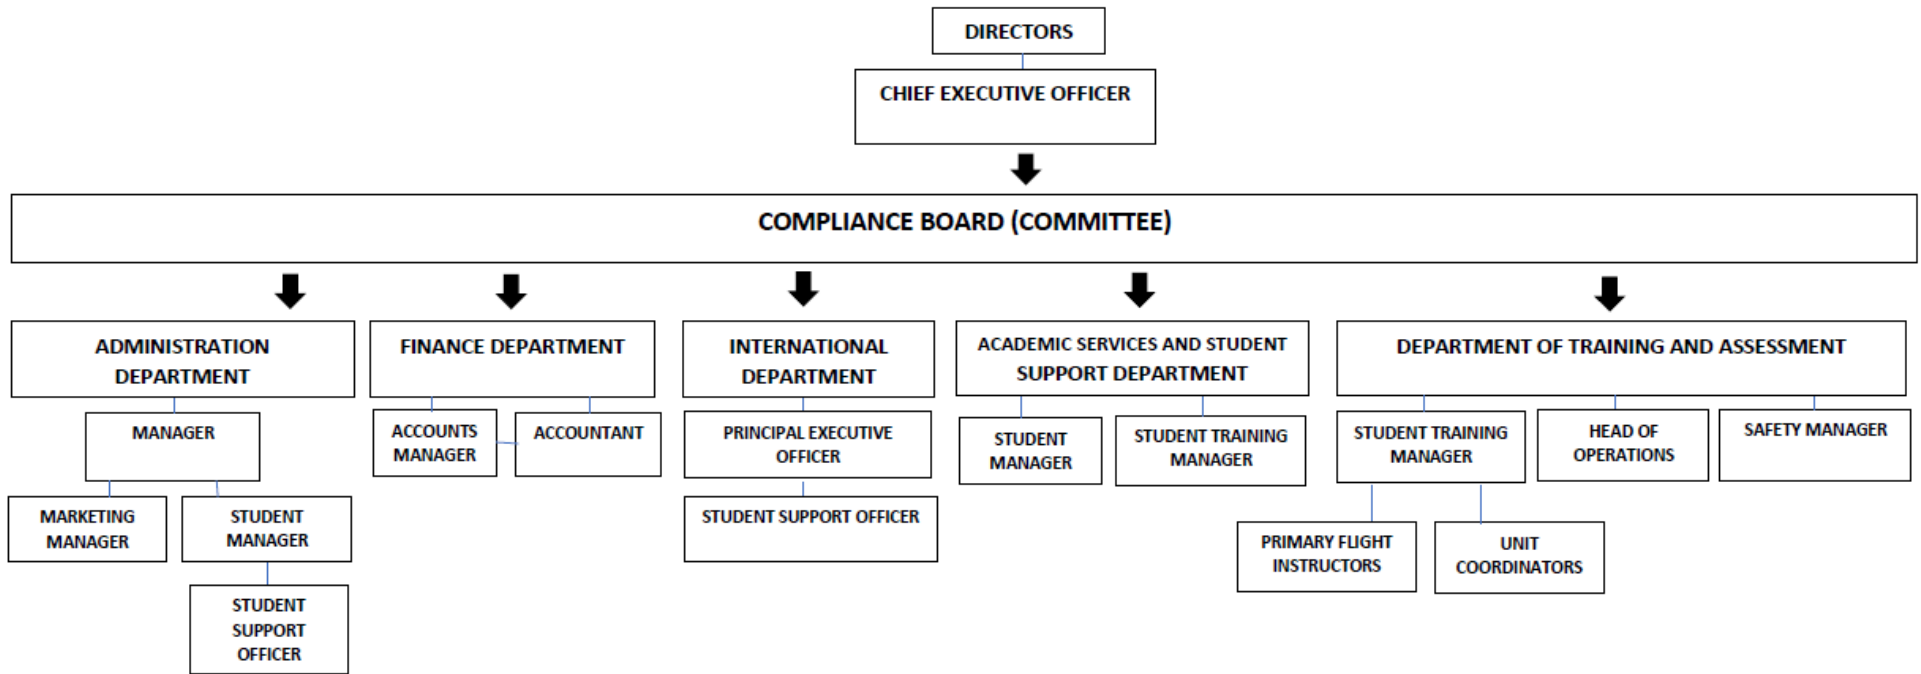 DIRECTORS
CHIEF EXECUTIVE OFFICER
COMPLIANCE BOARD (COMMITTEE)
ADMINISTRATION
DEPARTMENT
FINANCE DEPARTMENT
INTERNATIONAL
DEPARTMENT
ACADEMIC SERVICES AND STUDENT
SUPPORT DEPARTMENT
DEPARTMENT OF TRAINING AND ASSESSMENT
MANAGER
ACCOUNTS
MANAGER
ACCOUNTANT
PRINCIPAL EXECUTIVE
OFFICER
STUDENT
MANAGER
STUDENT TRAINING
MANAGER
STUDENT TRAINING
MANAGER
HEAD OF
OPERATIONS
SAFETY MANAGER
MARKETING
MANAGER
STUDENT
MANAGER
STUDENT SUPPORT OFFICER
PRIMARY FLIGHT
INSTRUCTORS
UNIT
COORDINATORS
STUDENT
SUPPORT
OFFICER